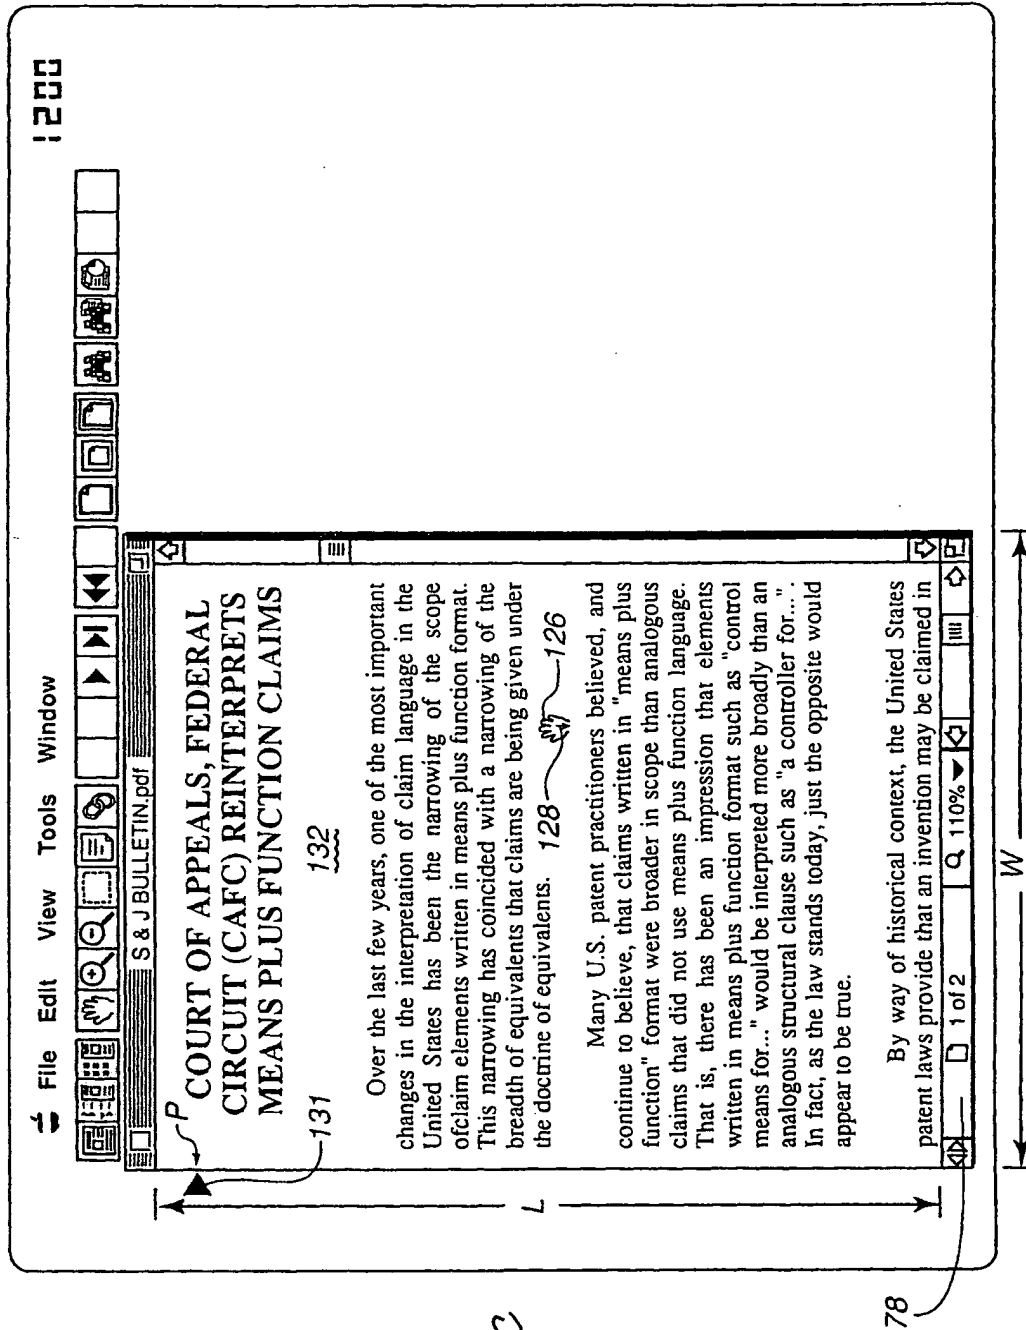 1200
File Edit View Tools Window
S & J BULLETIN.pdf
P
COURT OF APPEALS, FEDERAL
CIRCUIT (CAFC) REINTERPRETS
MEANS PLUS FUNCTION CLAIMS
131
132
Over the last few years, one of the most important
changes in the interpretation of claim language in the
United States has been the narrowing of the scope
ofclaim elements written in means plus function format.
This narrowing has coincided with a narrowing of the
breadth of equivalents that claims are being given under
the doctrine of equivalents.
128
126
Many U.S. patent practitioners believed, and
continue to believe, that claims written in "means plus
function" format were broader in scope than analogous
claims that did not use means plus function language.
That is, there has been an impression that elements
written in means plus function format such as "control
means for..." would be interpreted more broadly than an
analogous structural clause such as "a controller for...".
In fact, as the law stands today, just the opposite would
appear to be true.
By way of historical context, the United States
patent laws provide that an invention may be claimed in
1 of 2
110%
L
W
78